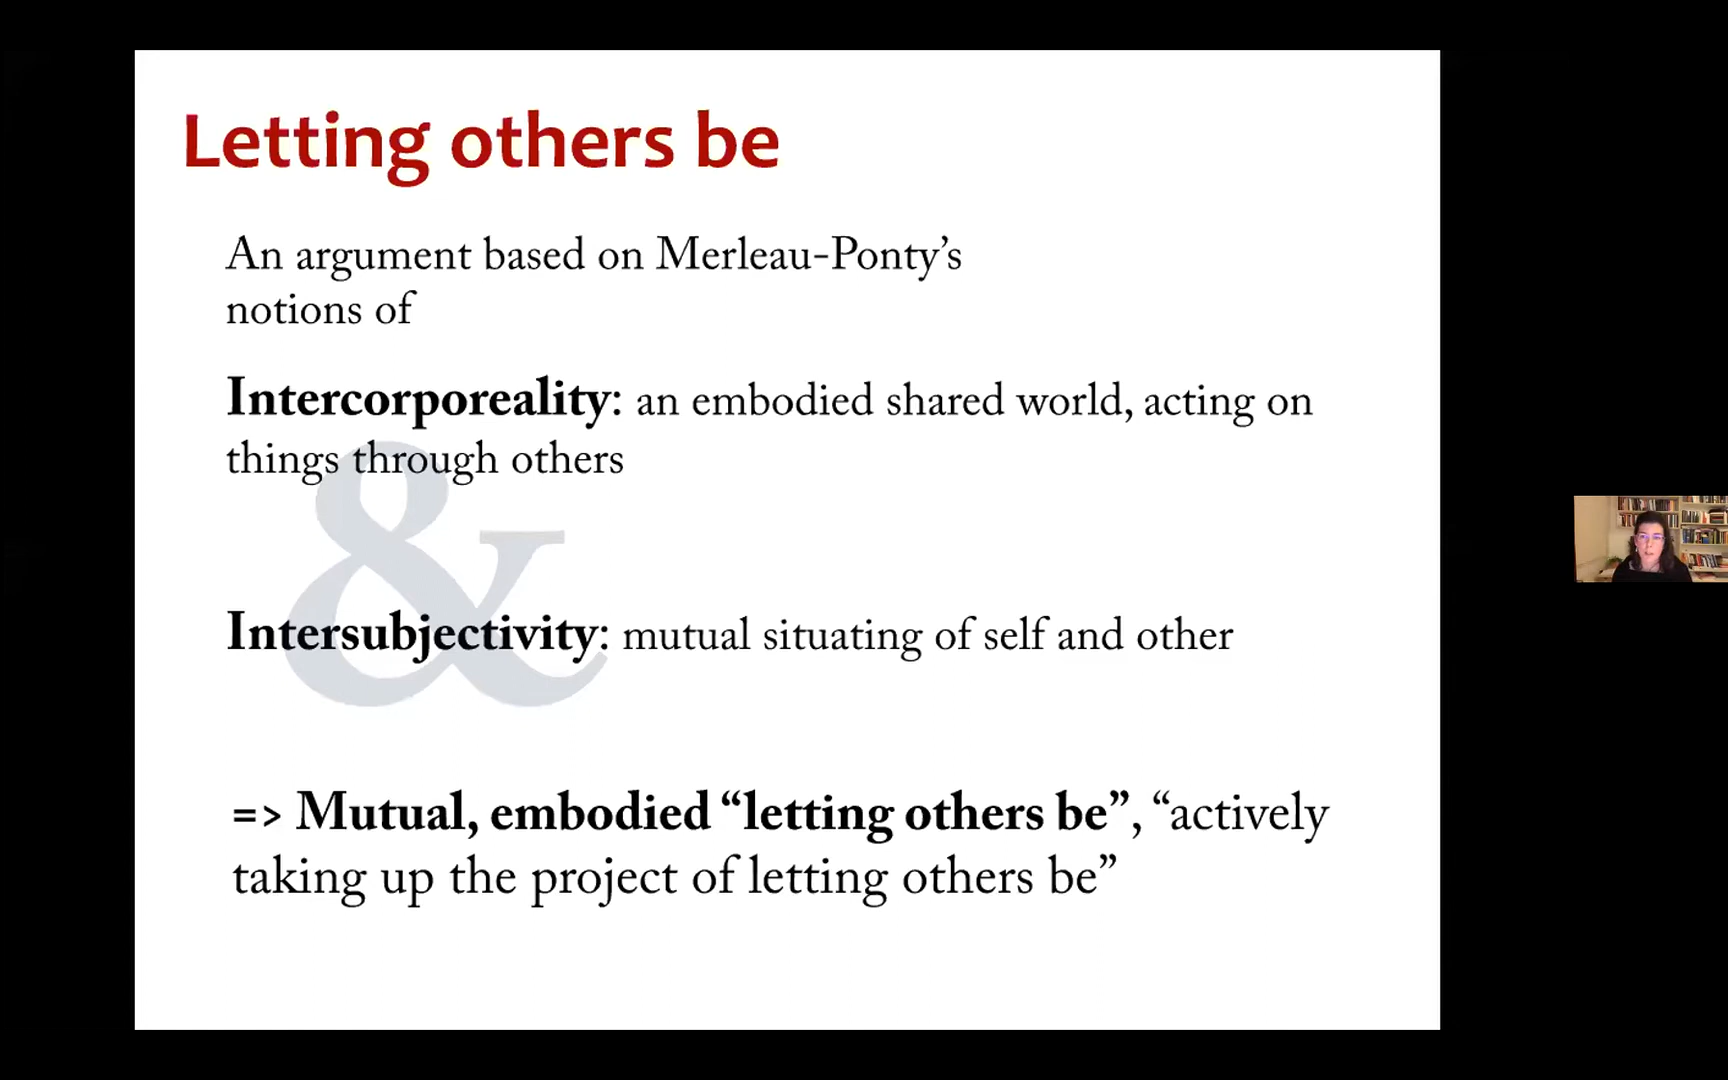 Letting others be
An argument based on Merleau-Ponty’s
notions of
Intercorporeality: an embodied shared world, acting on
things through others
&
Intersubjectivity: mutual situating of self and other
=> Mutual, embodied “letting others be”, “actively
taking up the project of letting others be”